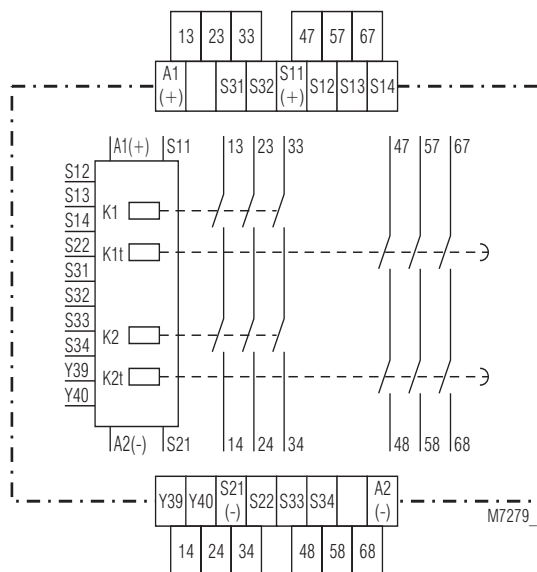 13 23 33 47 57 67
A1 (+) S31 S32 S11 (+) S12 S13 S14
A1(+) S11 13 23 33 47 57 67
S12
S13
K1
S14
S22
K1t
S31
S32
S33
K2
S34
Y39
K2t
Y40
A2(-) S21 14 24 34 48 58 68
Y39 Y40 S21 (-) S22 S33 S34 A2 (-)
M7279_
14 24 34 48 58 68